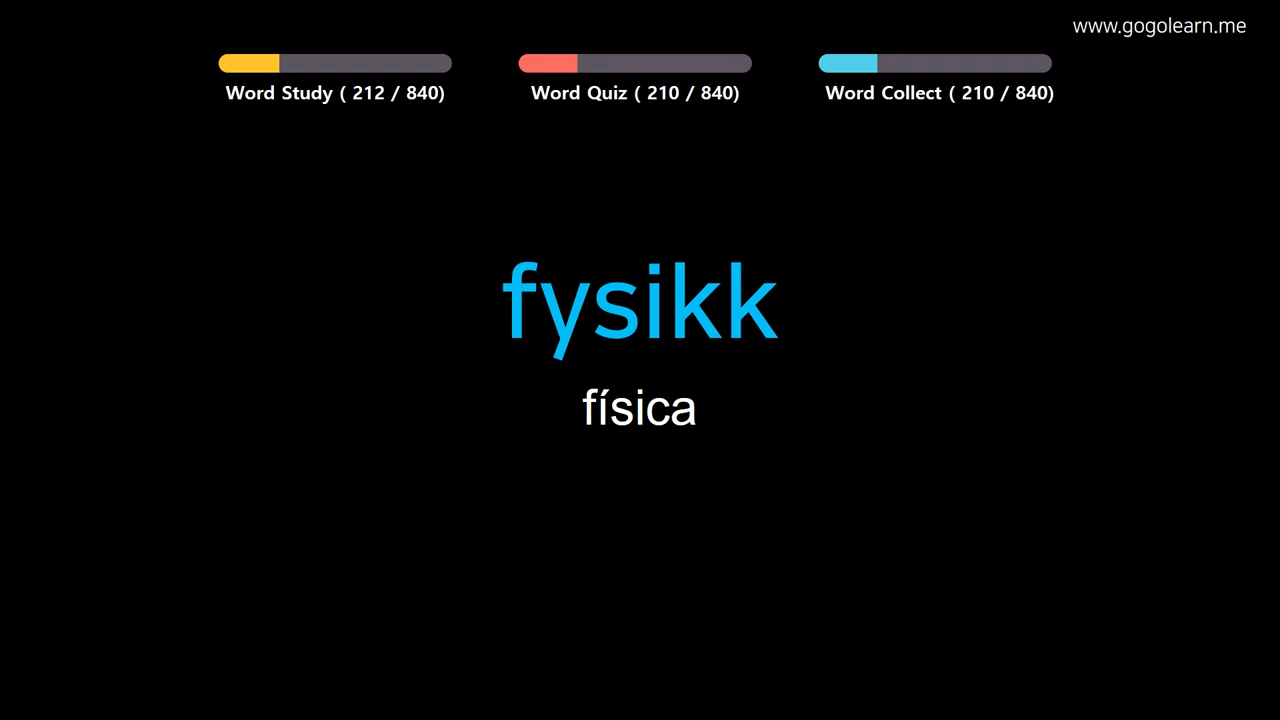 www.gogolearn.me
Word Study ( 212 / 840)
Word Quiz ( 210 / 840)
Word Collect ( 210 / 840)
fysikk
física